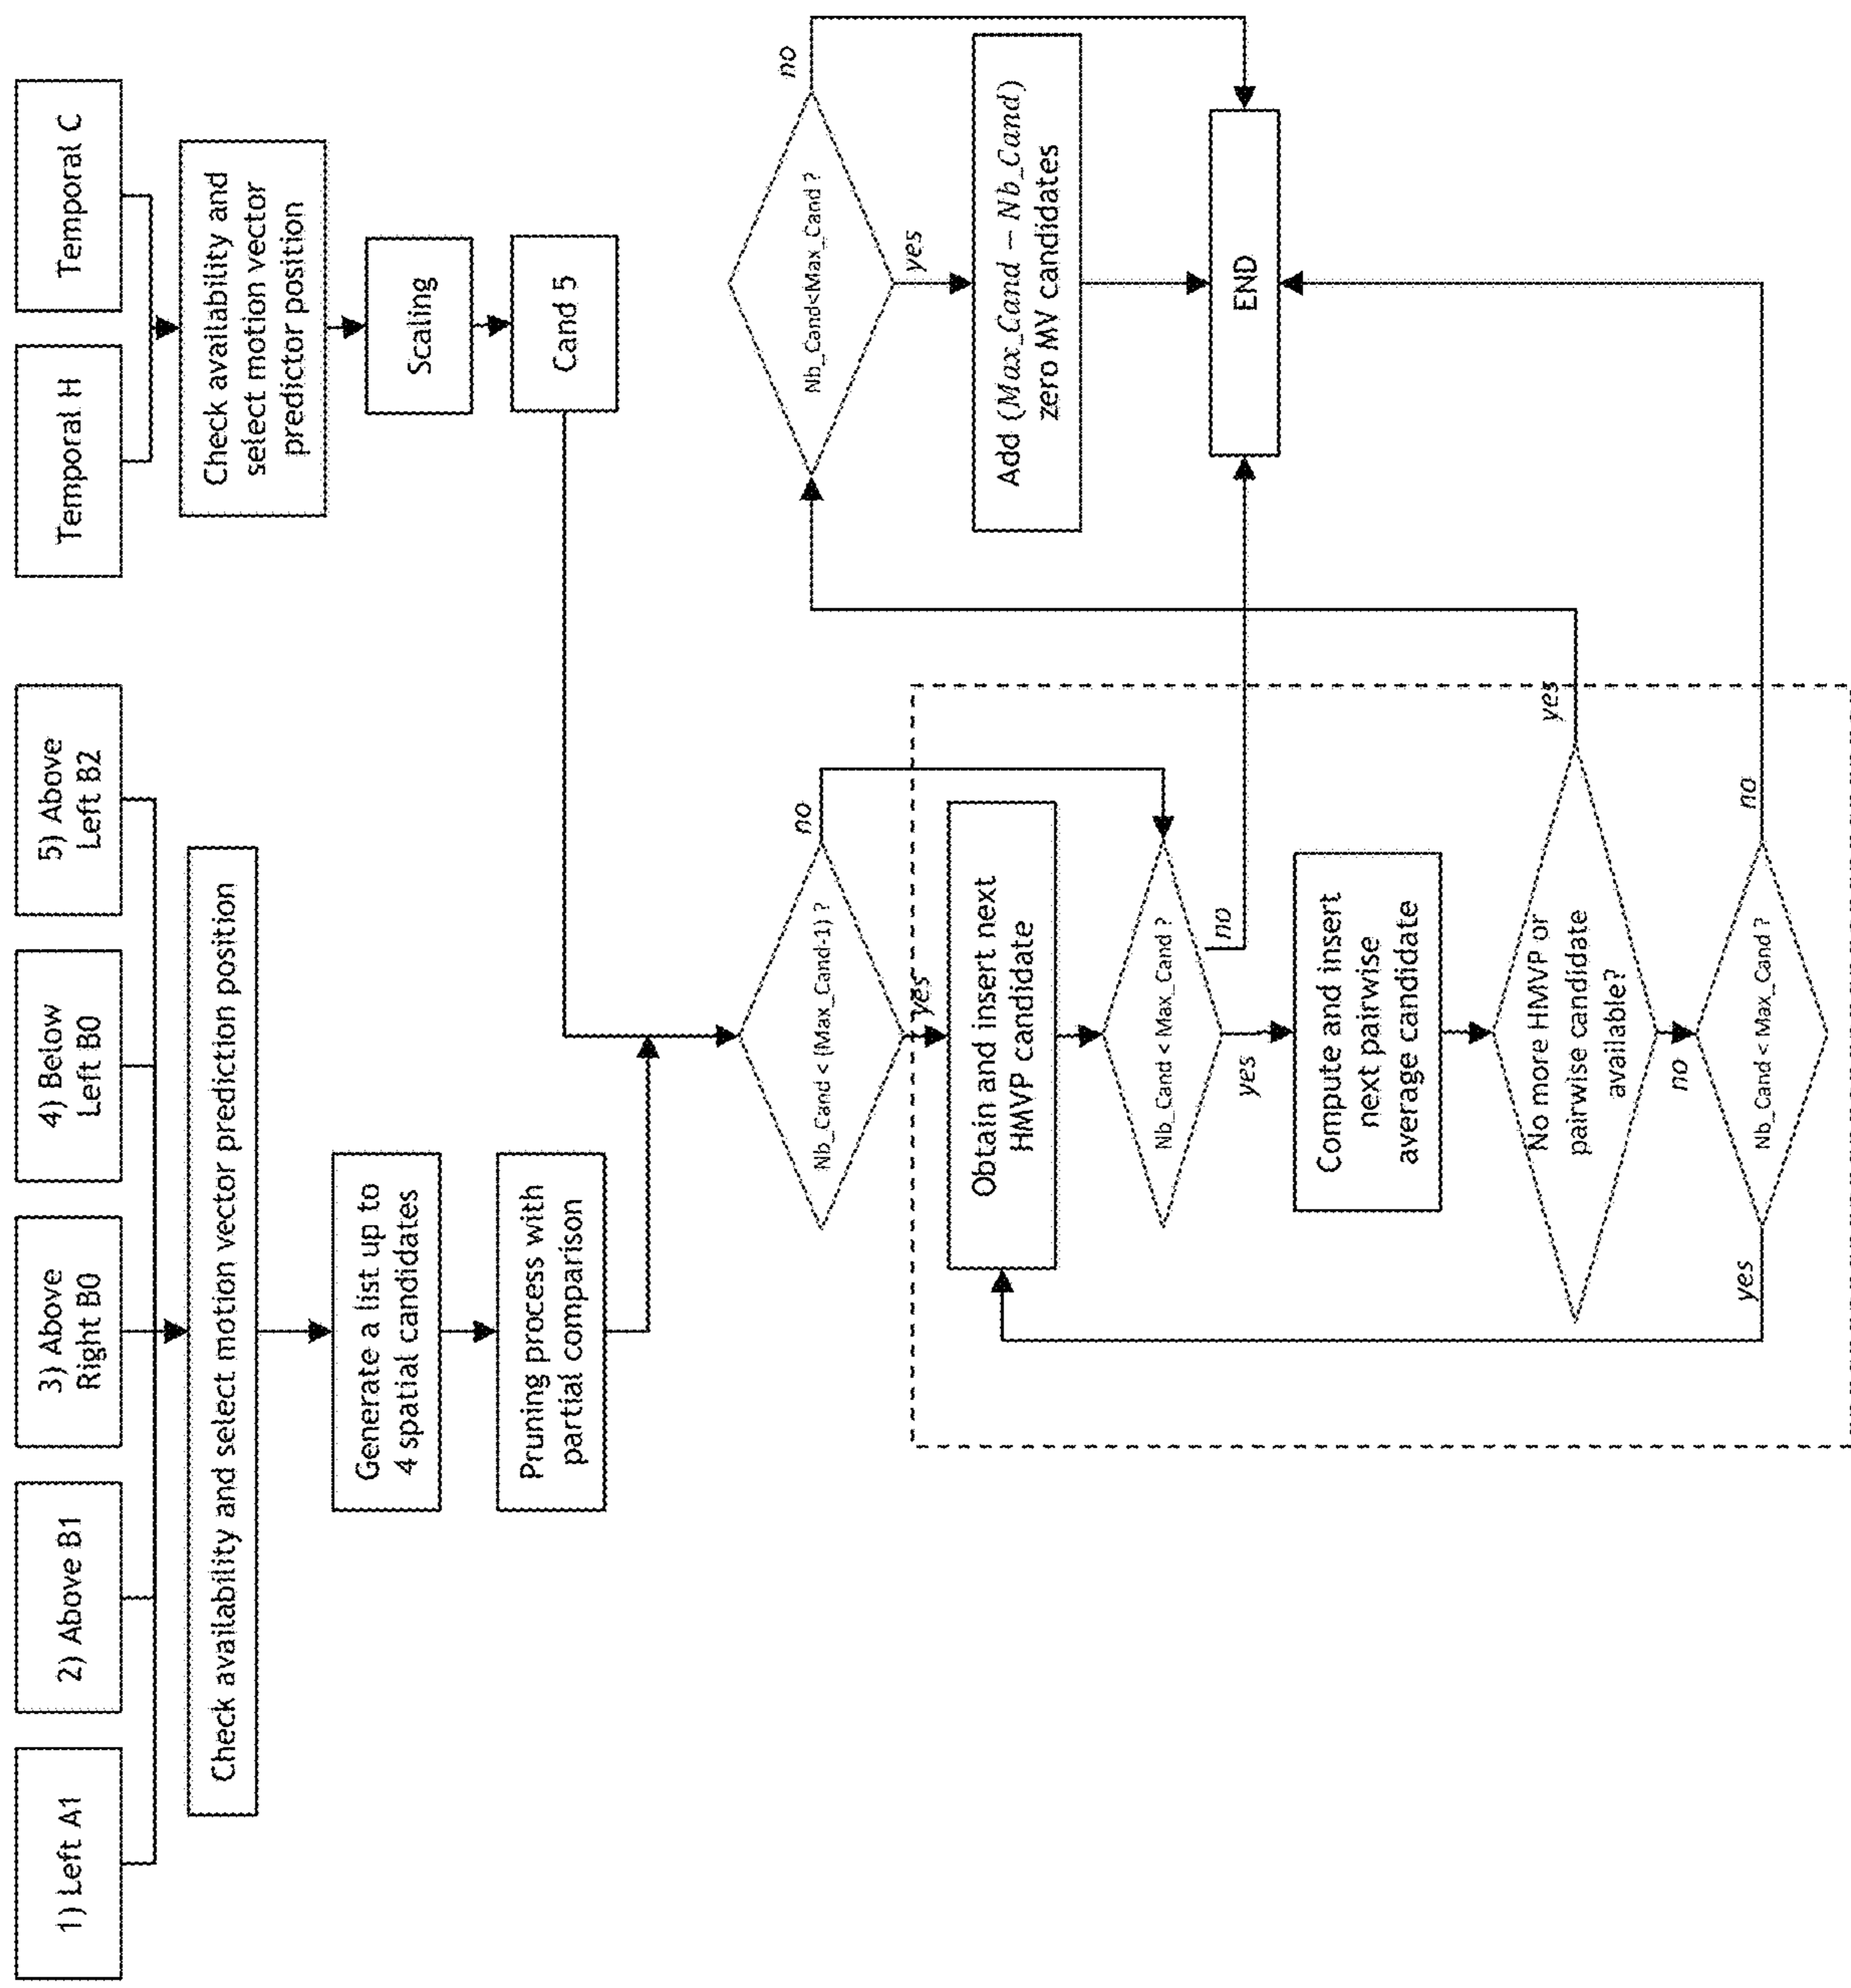 1) Left A1
2) Above B1
3) Above
Right B0
4) Below
Left B0
5) Above
Left B2
Temporal H
Temporal C
Check availability and select motion vector prediction position
Check availability and
select motion vector
predictor position
Generate a list up to
4 spatial candidates
Scaling
Pruning process with
partial comparison
Cand 5
Nb_Cand < (Max_Cand-1) ?
no
yes
Obtain and insert next
HMVP candidate
Nb_Cand < Max_Cand ?
no
yes
Compute and insert
next pairwise
average candidate
No more HMVP or
pairwise candidate
available?
yes
no
Nb_Cand < Max_Cand ?
yes
no
Nb_Cand<Max_Cand ?
no
yes
Add (Max_Cand − Nb_Cand)
zero MV candidates
END